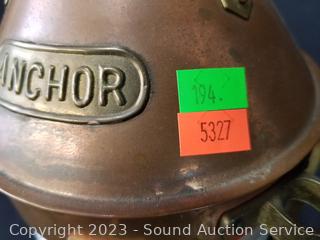 ANCHOR
194.
5327
Copyright 2023 - Sound Auction Service